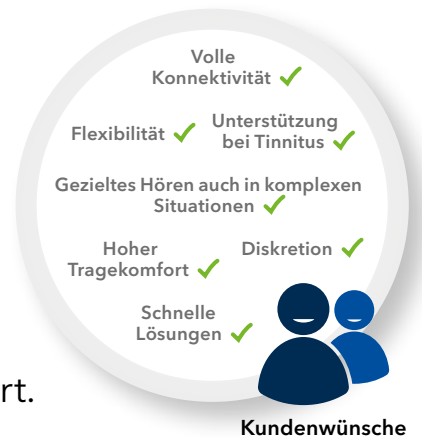 Volle
Konnektivität
Flexibilität
Unterstützung
bei Tinnitus
Gezieltes Hören auch in komplexen
Situationen
Hoher
Tragekomfort
Diskretion
Schnelle
Lösungen
rt.
Kundenwünsche